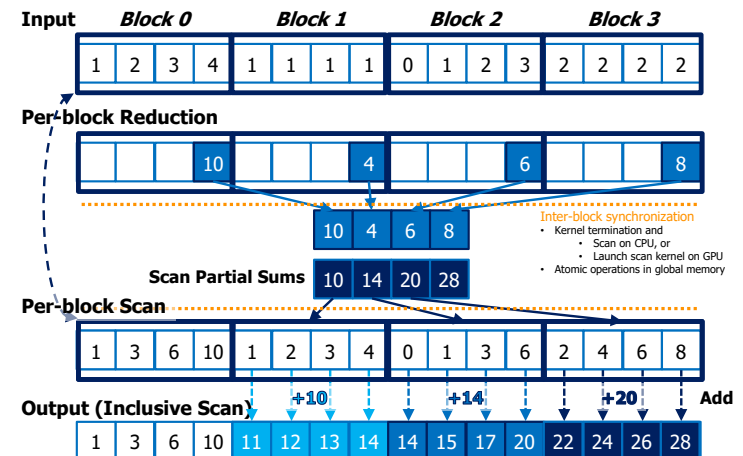 Input Block 0 Block 1 Block 2 Block 3
1 2 3 4 1 1 1 1 0 1 2 3 2 2 2 2
Per-block Reduction
10 4 6 8
Inter-block synchronization
10 4 6 8
• Kernel termination and
• Scan on CPU, or
• Launch scan kernel on GPU
• Atomic operations in global memory
Scan Partial Sums 10 14 20 28
Per-block Scan
1 3 6 10 1 2 3 4 0 1 3 6 2 4 6 8
+10 +14 +20 Add
Output (Inclusive Scan)
1 3 6 10 11 12 13 14 14 15 17 20 22 24 26 28